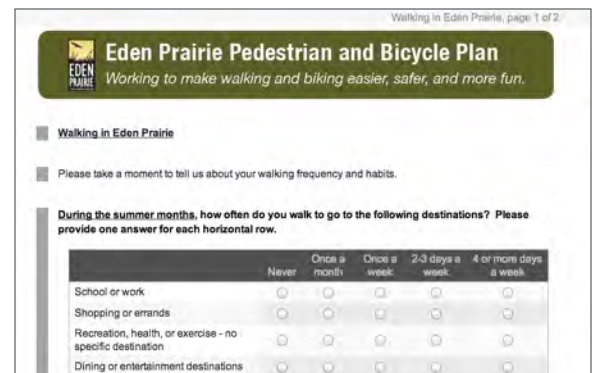 Walking in Eden Prairie, page 1 of 2
EDEN
PRAIRIE
Eden Prairie Pedestrian and Bicycle Plan
Working to make walking and biking easier, safer, and more fun.
Walking in Eden Prairie
Please take a moment to tell us about your walking frequency and habits.
During the summer months, how often do you walk to go to the following destinations? Please
provide one answer for each horizontal row.
Never Once a month Once a week 2-3 days a week 4 or more days a week
School or work
Shopping or errands
Recreation, health, or exercise - no
specific destination
Dining or entertainment destinations